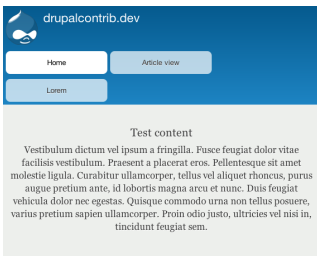 drupalcontrib.dev
Home
Article view
Lorem
Test content
Vestibulum dictum vel ipsum a fringilla. Fusce feugiat dolor vitae
facilisis vestibulum. Praesent a placerat eros. Pellentesque sit amet
molestie ligula. Curabitur ullamcorper, tellus vel aliquet rhoncus, purus
augue pretium ante, id lobortis magna arcu et nunc. Duis feugiat
vehicula dolor nec egestas. Quisque commodo urna non tellus posuere,
varius pretium sapien ullamcorper. Proin odio justo, ultricies vel nisi in,
tincidunt feugiat sem.